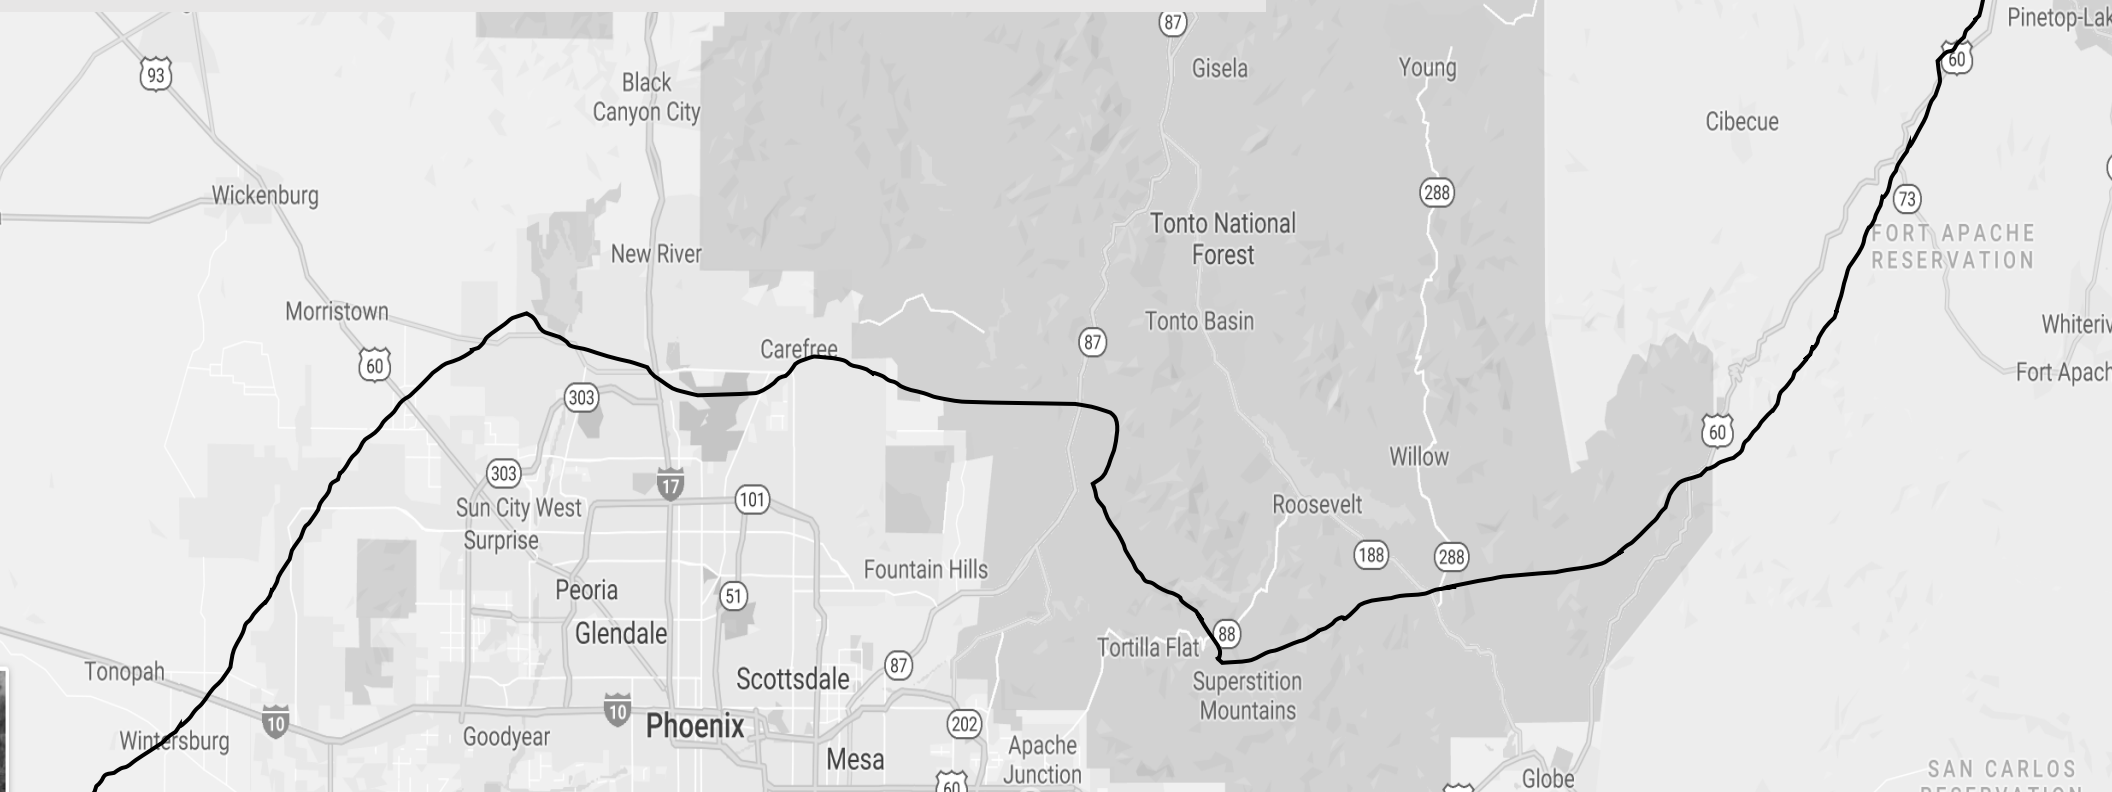 87
Pinetop-Lak
60
93
Black
Canyon City
Gisela
Young
Cibecue
Wickenburg
288
73
Tonto National
Forest
FORT APACHE
RESERVATION
New River
Morristown
Tonto Basin
Whiteriv
87
Carefree
60
Fort Apach
303
60
Willow
303
17
101
Sun City West
Roosevelt
Surprise
188
288
Fountain Hills
Peoria
51
Glendale
88
Tortilla Flat
87
Tonopah
Scottsdale
Superstition
Mountains
10
10
Phoenix
202
Wintersburg
Goodyear
Apache
Junction
Mesa
Globe
SAN CARLOS
RESERVATION
60